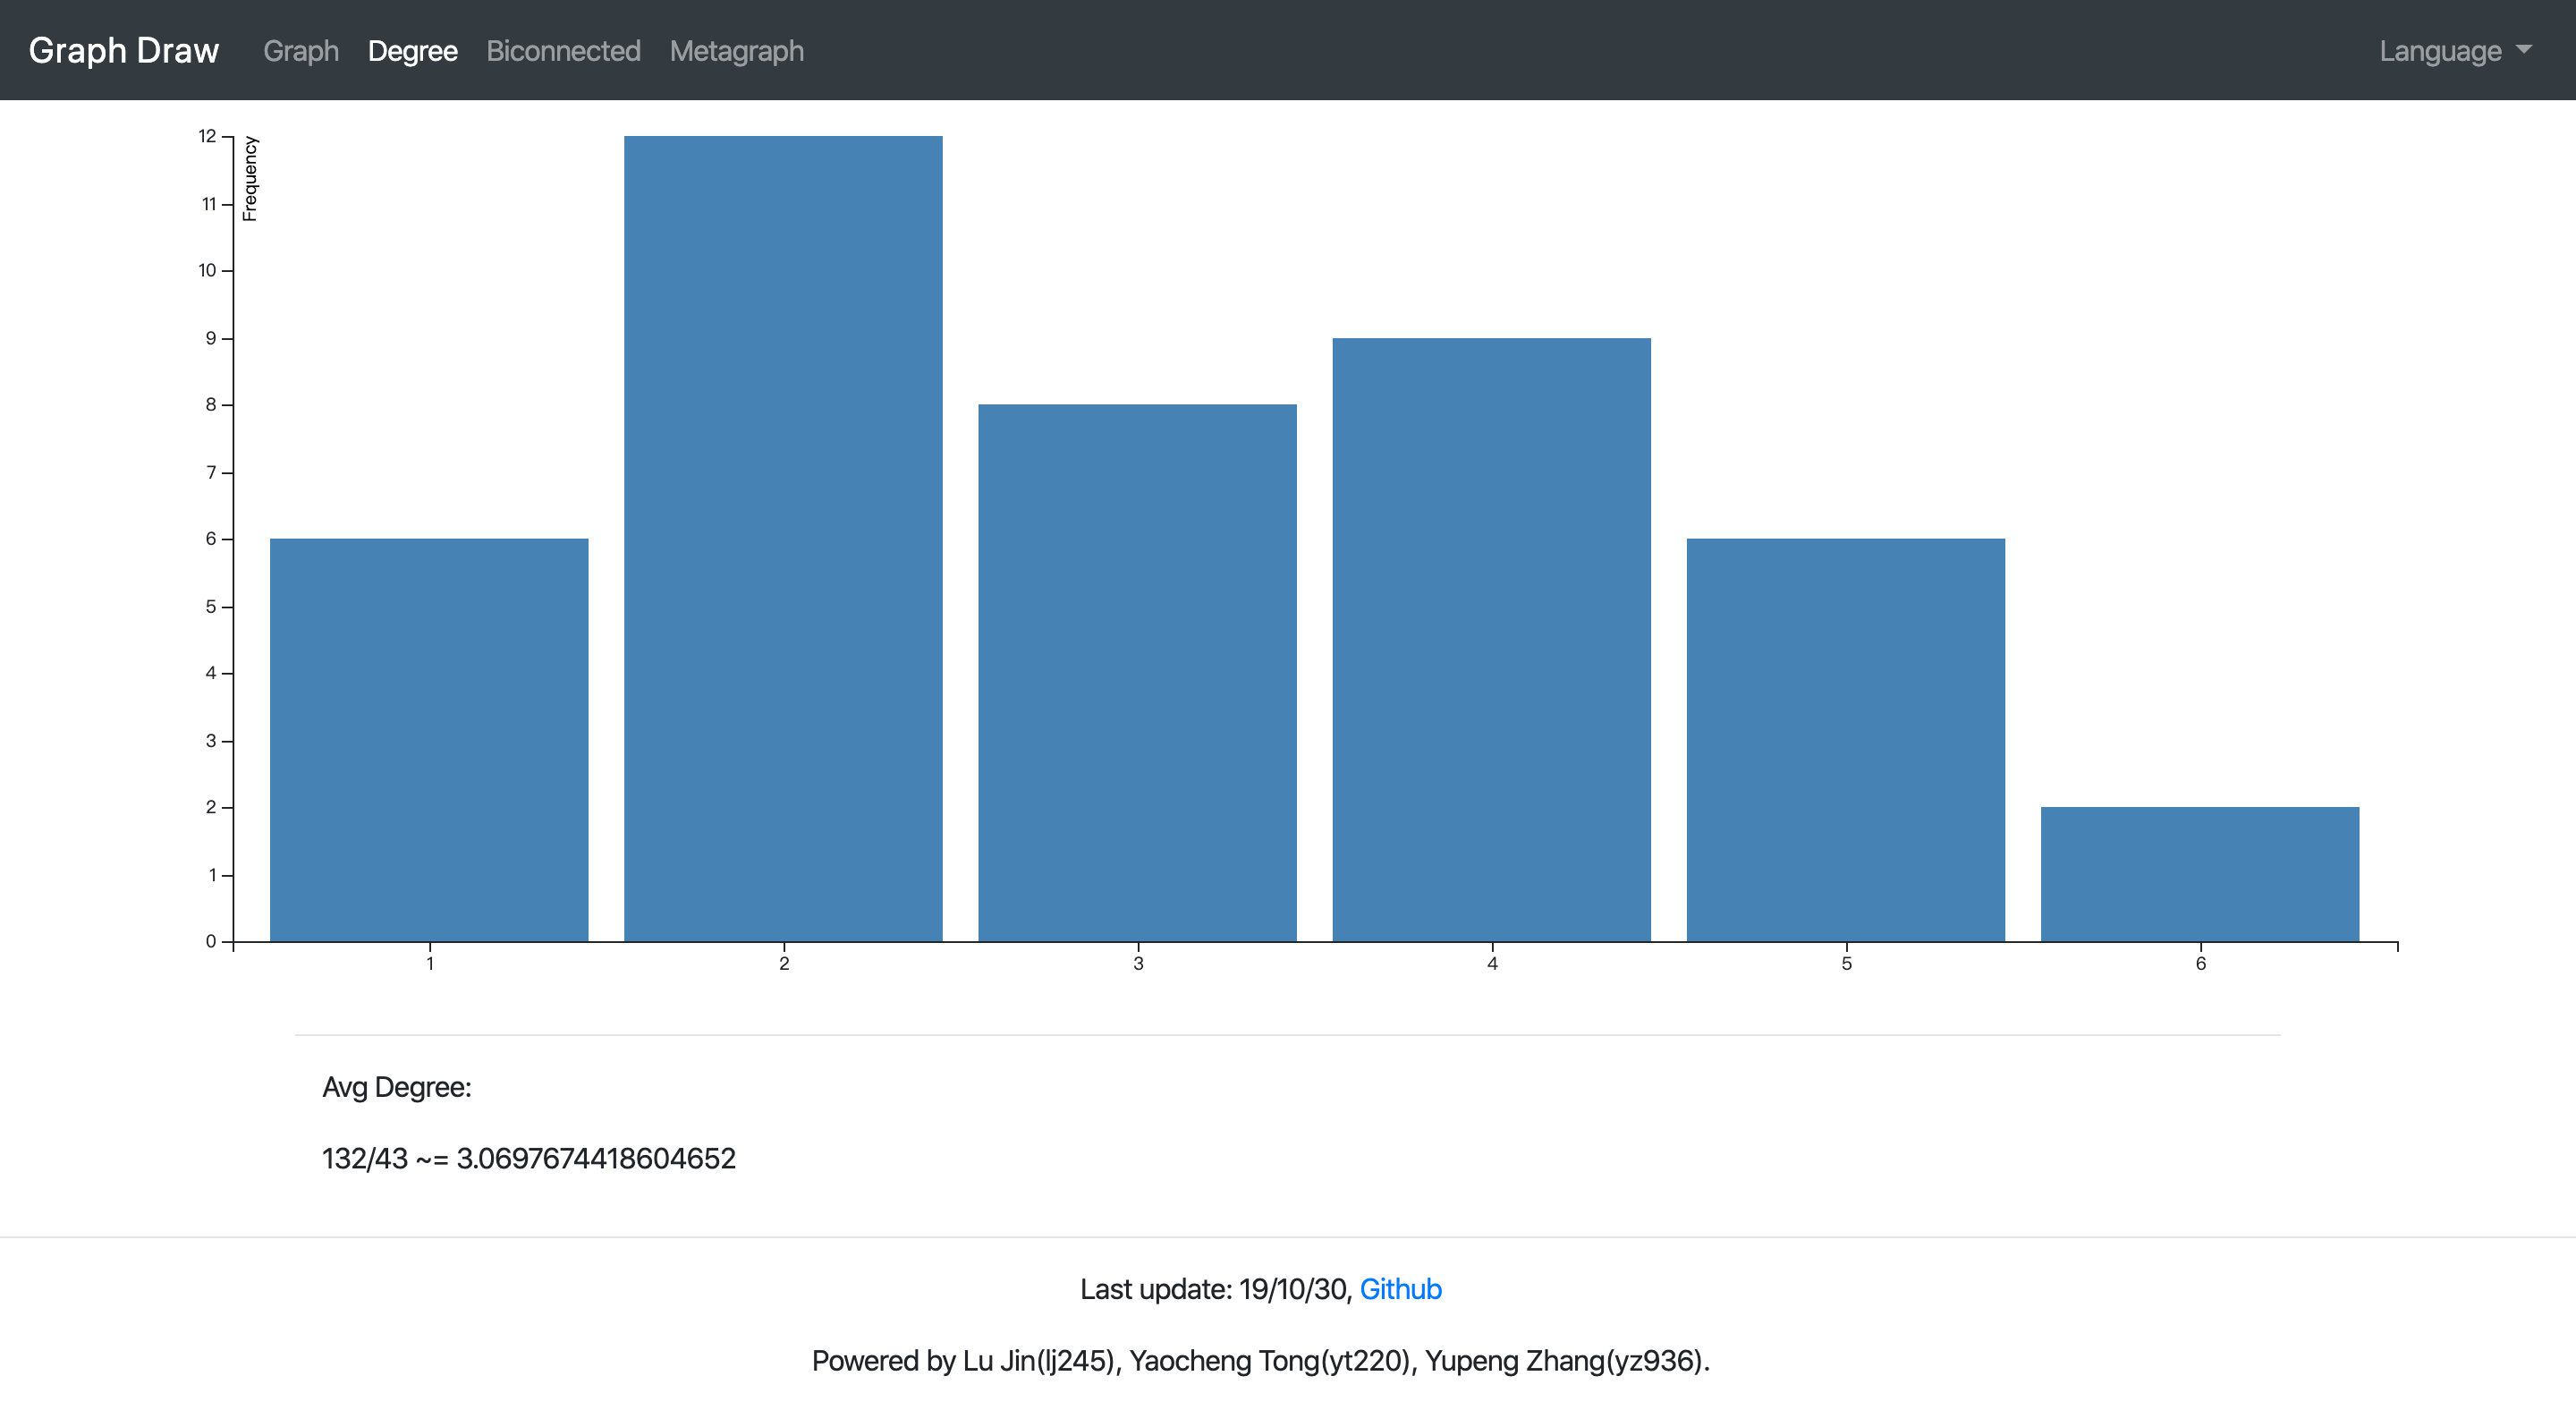 Graph Draw Graph Degree Biconnected Metagraph Language
Frequency
12
11
10
9
8
7
6
5
4
3
2
1
0
1 2 3 4 5 6
Avg Degree:
132/43 ~= 3.0697674418604652
Last update: 19/10/30, Github
Powered by Lu Jin(lj245), Yaocheng Tong(yt220), Yupeng Zhang(yz936).